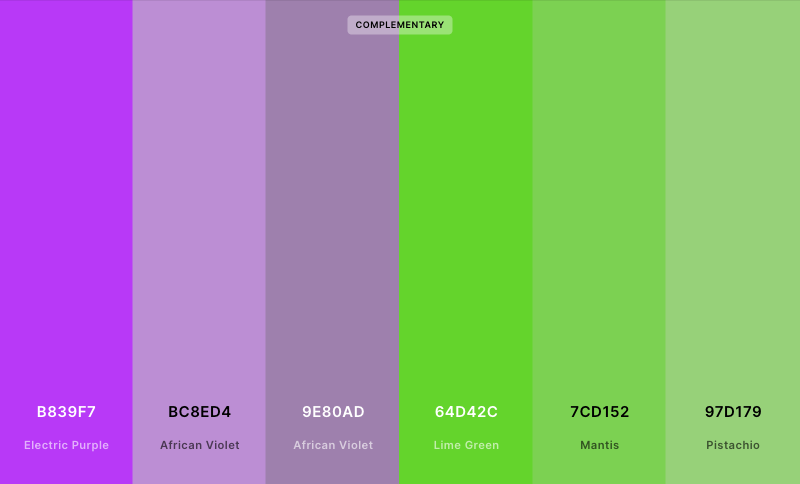 COMPLEMENTARY
B839F7
Electric Purple
BC8ED4
African Violet
9E80AD
African Violet
64D42C
Lime Green
7CD152
Mantis
97D179
Pistachio